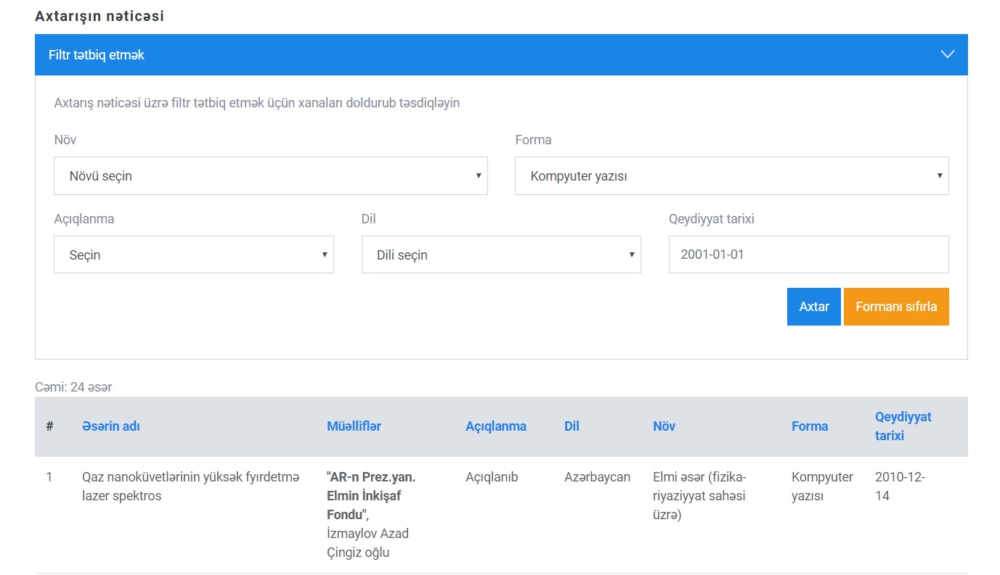 Axtarışın nəticəsi
Filtr tətbiq etmək
Axtarış nəticəsi üzrə filtr tətbiq etmək üçün xanaları doldurub təsdiqləyin
Növ
Forma
Növü seçin
Kompyuter yazısı
Açıqlanma
Dil
Qeydiyyat tarixi
Seçin
Dili seçin
2001-01-01
Axtar
Formanı sıfırla
Cəmi: 24 əsər
# Əsərin adı Müəlliflər Açıqlanma Dil Növ Forma Qeydiyyat
tarixi
1 Qaz nanoküvetlərinin yüksək fyırdetmə "AR-n Prez.yan. Açıqlanıb Azərbaycan Elmi əsər (fizika- Kompyuter 2010-12-
lazer spektros Elmin İnkişaf riyaziyyat sahəsi yazısı 14
Fondu", üzrə)
İzmaylov Azad
Çingiz oğlu